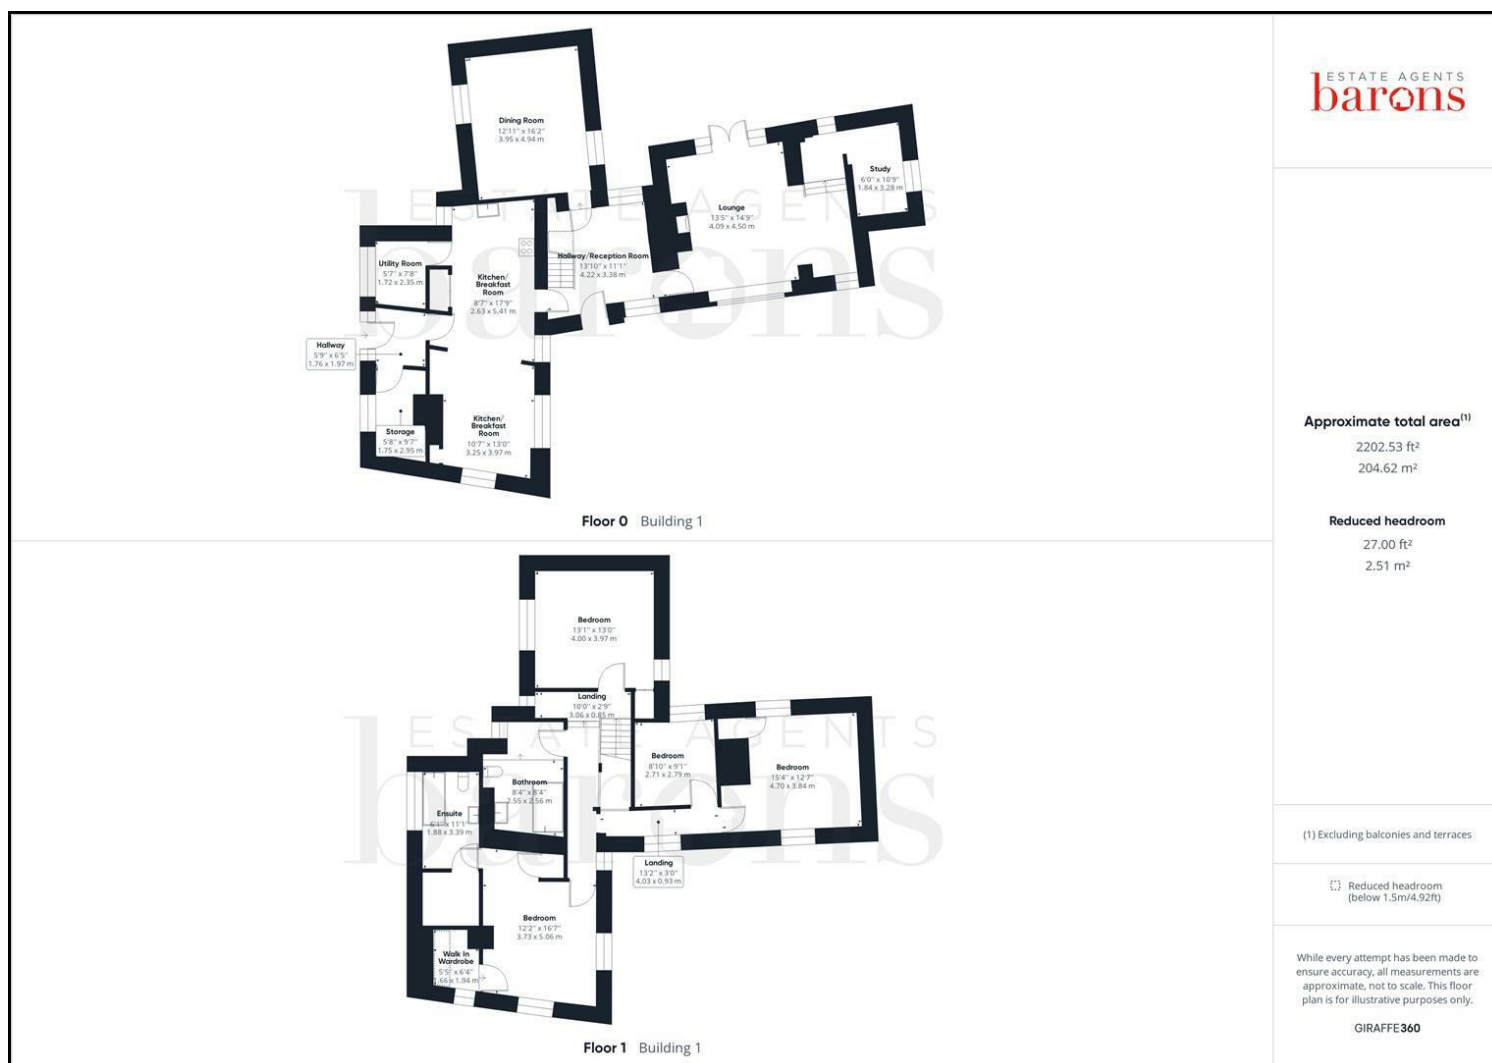 Dining Room
12'11" x 16'2"
3.95 x 4.94 m
Study
6'0" x 10'9"
1.84 x 3.28 m
Lounge
13'5" x 14'9"
4.09 x 4.50 m
Hallway/Reception Room
13'10" x 11'1"
4.22 x 3.38 m
Utility Room
5'7" x 7'8"
1.72 x 2.35 m
Kitchen/
Breakfast
Room
8'7" x 17'9"
2.63 x 5.41 m
Hallway
5'9" x 6'5"
1.76 x 1.97 m
Kitchen/
Breakfast
Room
10'7" x 13'0"
3.25 x 3.97 m
Storage
5'8" x 9'7"
1.75 x 2.95 m
ESTATE AGENTS
barons
Floor 0 Building 1
Bedroom
13'1" x 13'0"
4.00 x 3.97 m
Landing
10'0" x 2'9"
3.06 x 0.85 m
Bedroom
8'10" x 9'1"
2.71 x 2.79 m
Bedroom
15'4" x 12'7"
4.70 x 3.84 m
Bathroom
8'4" x 8'4"
2.55 x 2.56 m
Ensuite
6'1" x 11'1"
1.88 x 3.39 m
Landing
13'2" x 3'0"
4.03 x 0.93 m
Bedroom
12'2" x 16'7"
3.73 x 5.06 m
Walk In
Wardrobe
5'5" x 6'4"
1.66 x 1.94 m
ESTATE AGENTS
barons
Floor 1 Building 1
ESTATE AGENTS
barons
Approximate total area(1)
2202.53 ft²
204.62 m²
Reduced headroom
27.00 ft²
2.51 m²
(1) Excluding balconies and terraces
Reduced headroom
(below 1.5m/4.92ft)
While every attempt has been made to
ensure accuracy, all measurements are
approximate, not to scale. This floor
plan is for illustrative purposes only.
GIRAFFE360